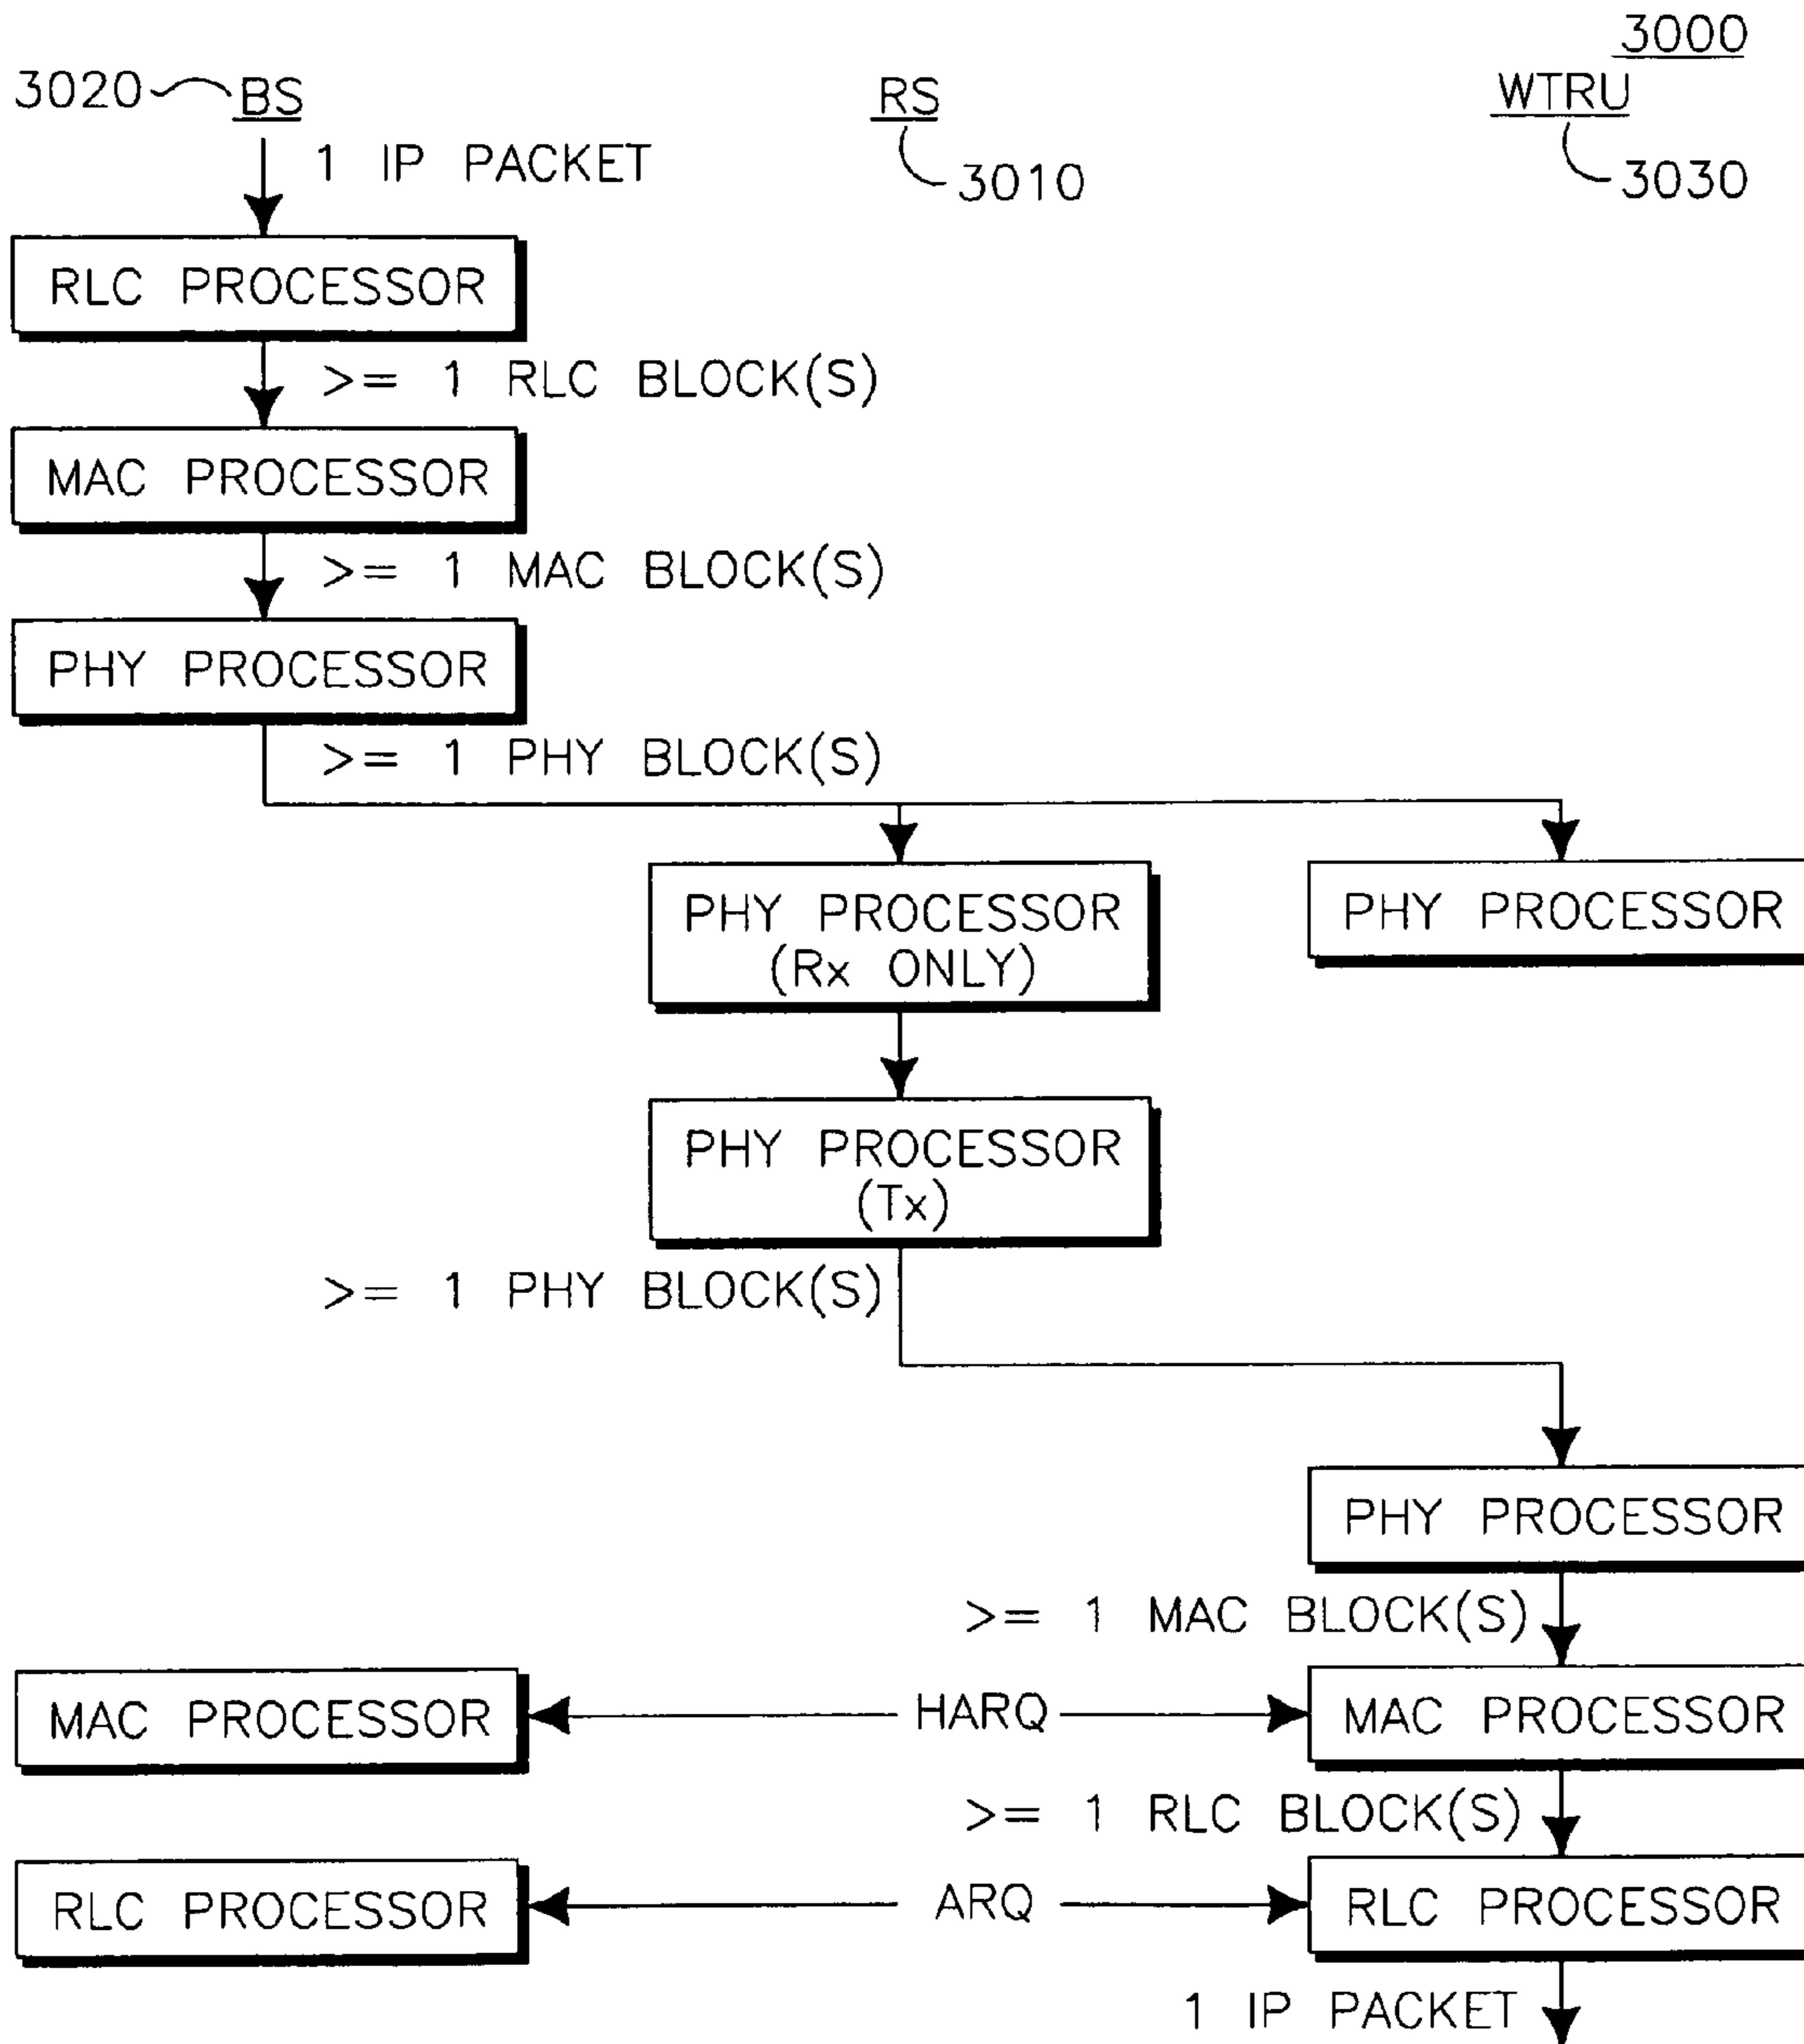 3000
3020 BS
RS
WTRU
1 IP PACKET
3010
3030
RLC PROCESSOR
>= 1 RLC BLOCK(S)
MAC PROCESSOR
>= 1 MAC BLOCK(S)
PHY PROCESSOR
>= 1 PHY BLOCK(S)
PHY PROCESSOR
(Rx ONLY)
PHY PROCESSOR
PHY PROCESSOR
(Tx)
>= 1 PHY BLOCK(S)
PHY PROCESSOR
>= 1 MAC BLOCK(S)
MAC PROCESSOR
HARQ
MAC PROCESSOR
>= 1 RLC BLOCK(S)
RLC PROCESSOR
ARQ
RLC PROCESSOR
1 IP PACKET